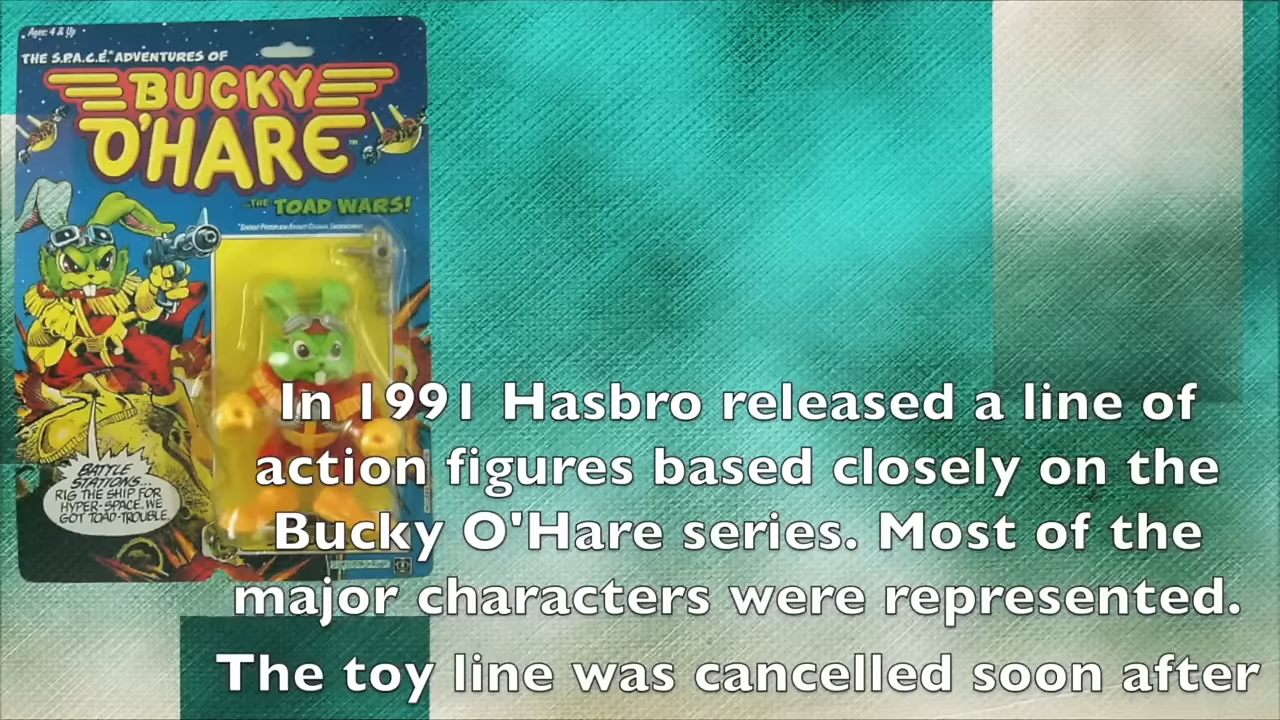 Ages: 4 & Up
THE S.P.A.C.E.* ADVENTURES OF
BUCKY
O'HARE™
...THE TOAD WARS!
BATTLE
STATIONS...
RIG THE SHIP FOR
HYPER-SPACE. WE
GOT TOAD-TROUBLE.
In 1991 Hasbro released a line of
action figures based closely on the
Bucky O'Hare series. Most of the
major characters were represented.
The toy line was cancelled soon after